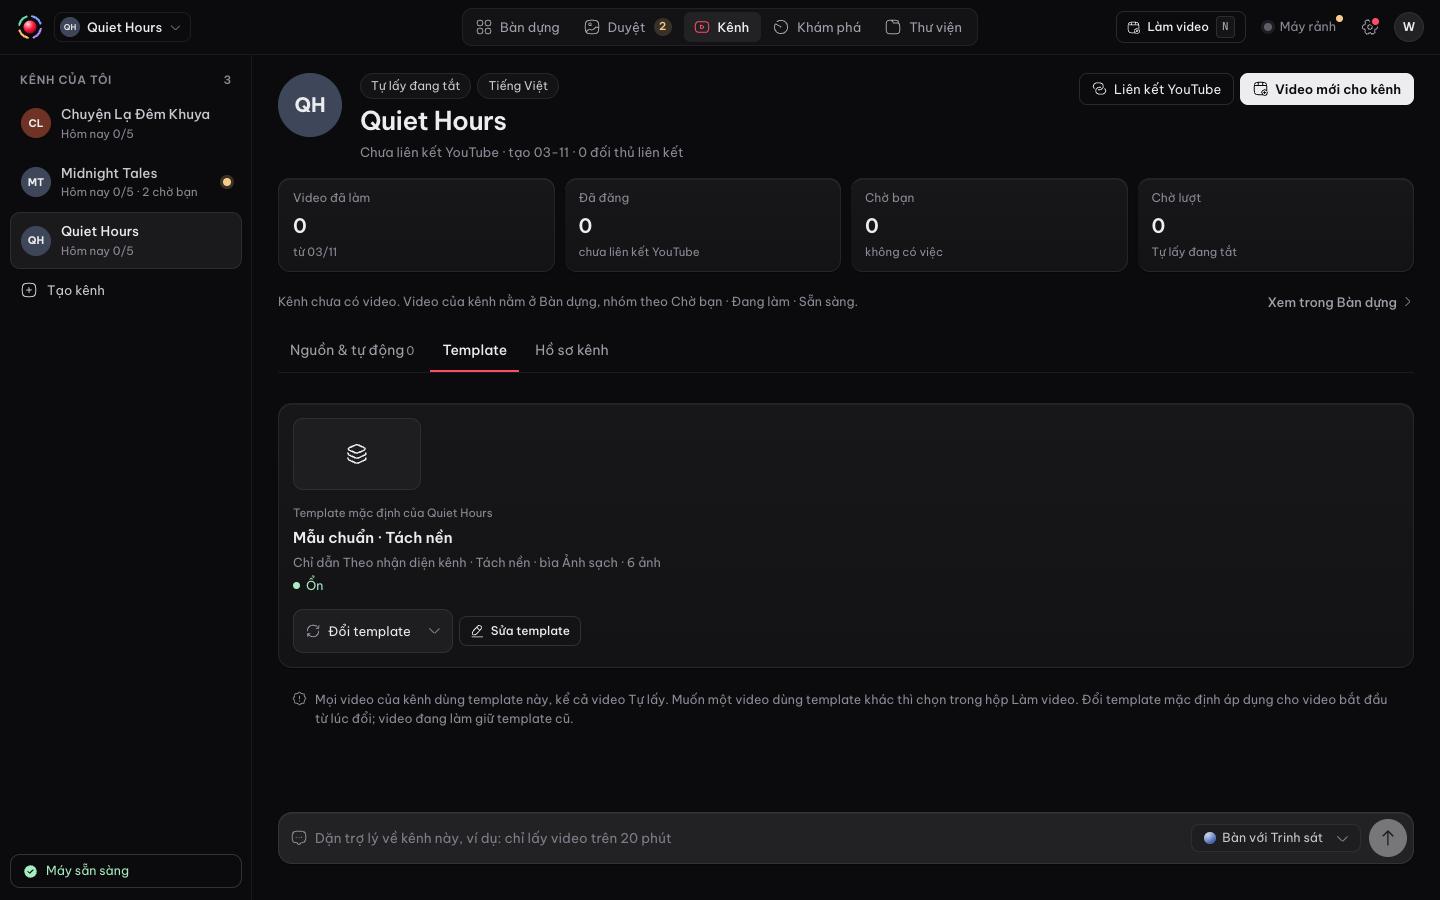 QH Quiet Hours
Bàn dựng
Duyệt 2
Kênh
Khám phá
Thư viện
Làm video N
Máy rảnh
W
KÊNH CỦA TÔI 3
CL
Chuyện Lạ Đêm Khuya
Hôm nay 0/5
MT
Midnight Tales
Hôm nay 0/5 · 2 chờ bạn
QH
Quiet Hours
Hôm nay 0/5
Tạo kênh
Máy sẵn sàng
QH
Tự lấy đang tắt
Tiếng Việt
Quiet Hours
Chưa liên kết YouTube · tạo 03-11 · 0 đối thủ liên kết
Liên kết YouTube
Video mới cho kênh
Video đã làm
0
từ 03/11
Đã đăng
0
chưa liên kết YouTube
Chờ bạn
0
không có việc
Chờ lượt
0
Tự lấy đang tắt
Kênh chưa có video. Video của kênh nằm ở Bàn dựng, nhóm theo Chờ bạn · Đang làm · Sẵn sàng.
Xem trong Bàn dựng
Nguồn & tự động 0
Template
Hồ sơ kênh
Template mặc định của Quiet Hours
Mẫu chuẩn · Tách nền
Chỉ dẫn Theo nhận diện kênh · Tách nền · bìa Ảnh sạch · 6 ảnh
Ổn
Đổi template
Sửa template
Mọi video của kênh dùng template này, kể cả video Tự lấy. Muốn một video dùng template khác thì chọn trong hộp Làm video. Đổi template mặc định áp dụng cho video bắt đầu
từ lúc đổi; video đang làm giữ template cũ.
Dặn trợ lý về kênh này, ví dụ: chỉ lấy video trên 20 phút
Bàn với Trinh sát